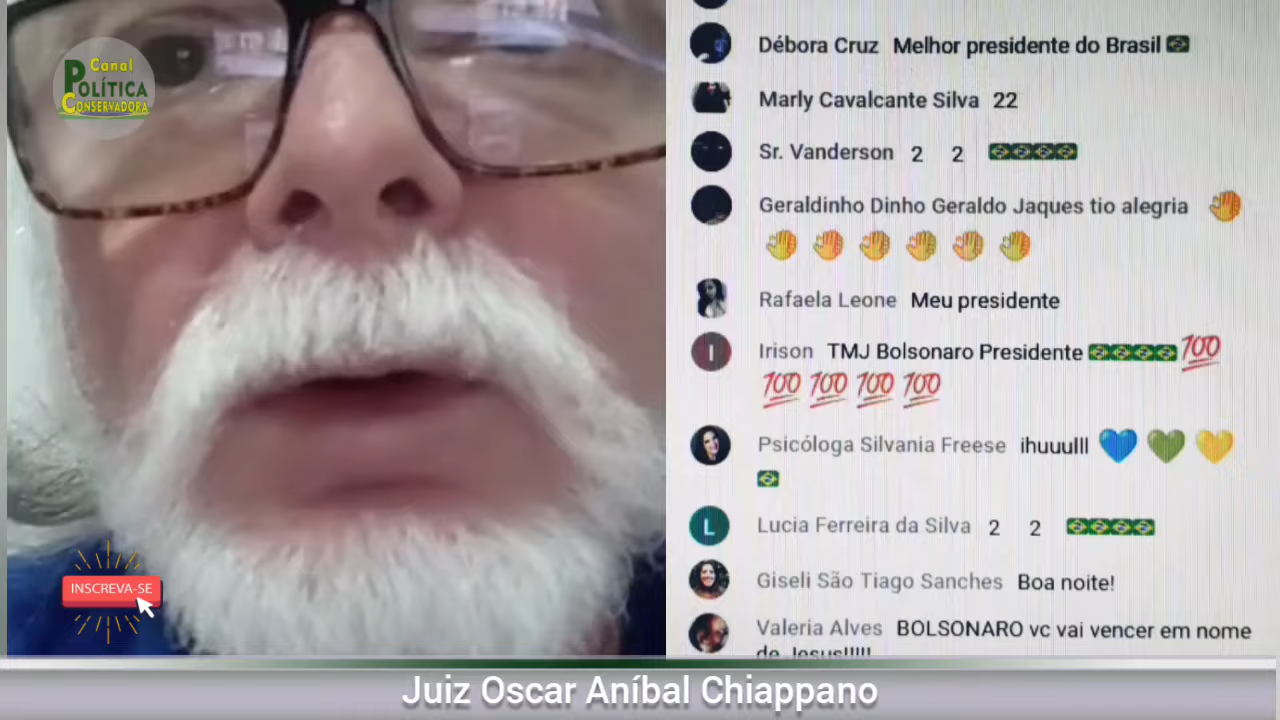 Canal
POLÍTICA
CONSERVADORA
INSCREVA-SE
Débora Cruz Melhor presidente do Brasil
Marly Cavalcante Silva 22
Sr. Vanderson 2 2
Geraldinho Dinho Geraldo Jaques tio alegria
Rafaela Leone Meu presidente
I Irison TMJ Bolsonaro Presidente 🇧🇷🇧🇷🇧🇷🇧🇷💯
💯💯💯💯
Psicóloga Silvania Freese ihuuulll 💙💚💛
L Lucia Ferreira da Silva 2 2
Giseli São Tiago Sanches Boa noite!
Valeria Alves BOLSONARO vc vai vencer em nome
de Jesus!!!!!
Juiz Oscar Aníbal Chiappano